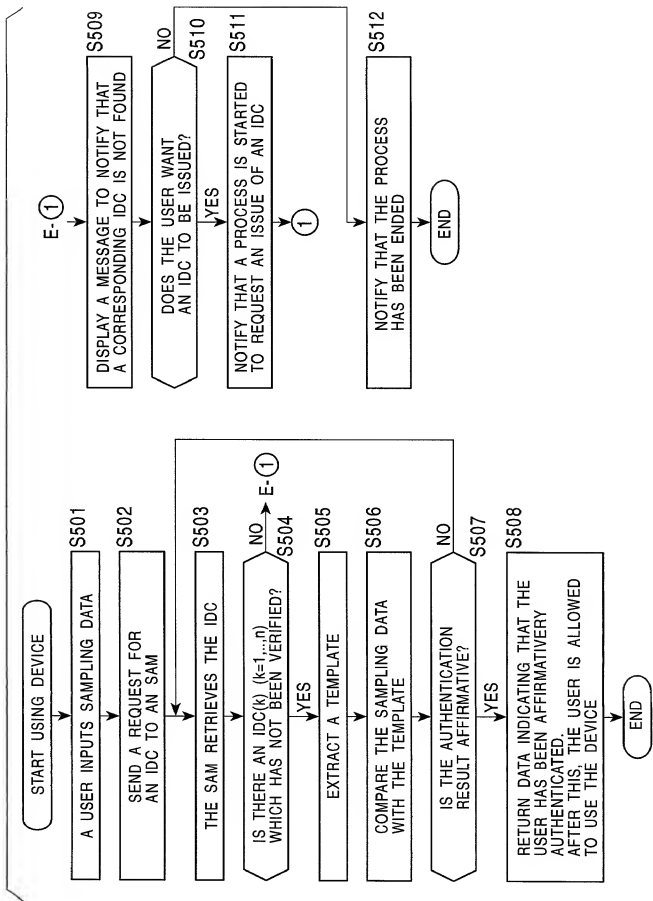 START USING DEVICE
S501
A USER INPUTS SAMPLING DATA
S502
SEND A REQUEST FOR
AN IDC TO AN SAM
S503
THE SAM RETRIEVES THE IDC
NO
E-①
S504
IS THERE AN IDC(k) (k=1,...,n)
WHICH HAS NOT BEEN VERIFIED?
YES
S505
EXTRACT A TEMPLATE
S506
COMPARE THE SAMPLING DATA
WITH THE TEMPLATE
NO
S507
IS THE AUTHENTICATION
RESULT AFFIRMATIVE?
YES
S508
RETURN DATA INDICATING THAT THE
USER HAS BEEN AFFIRMATIVERY
AUTHENTICATED.
AFTER THIS, THE USER IS ALLOWED
TO USE THE DEVICE
END
E-①
S509
DISPLAY A MESSAGE TO NOTIFY THAT
A CORRESPONDING IDC IS NOT FOUND
NO
S510
DOES THE USER WANT
AN IDC TO BE ISSUED?
YES
S511
NOTIFY THAT A PROCESS IS STARTED
TO REQUEST AN ISSUE OF AN IDC
①
S512
NOTIFY THAT THE PROCESS
HAS BEEN ENDED
END